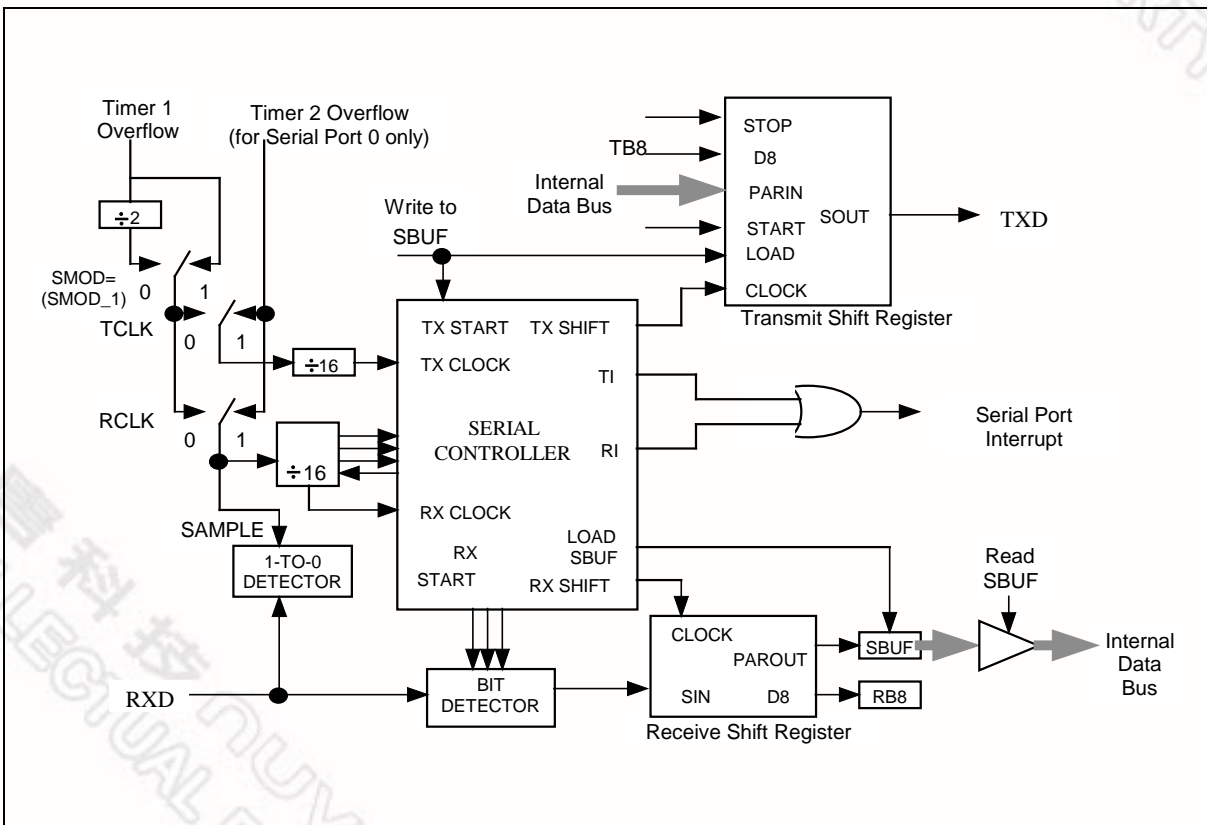 Timer 1
Overflow
Timer 2 Overflow
(for Serial Port 0 only)
÷2
SMOD=
(SMOD_1)
0
1
TCLK
0
1
RCLK
0
1
÷16
÷16
SAMPLE
1-TO-0
DETECTOR
RXD
Write to
SBUF
TX START
TX SHIFT
TX CLOCK
TI
SERIAL
CONTROLLER
RI
RX CLOCK
LOAD
SBUF
RX
START
RX SHIFT
BIT
DETECTOR
TB8
Internal
Data Bus
STOP
D8
PARIN
SOUT
START
LOAD
CLOCK
Transmit Shift Register
TXD
Serial Port
Interrupt
CLOCK
PAROUT
SIN
D8
Receive Shift Register
SBUF
RB8
Read
SBUF
Internal
Data
Bus
書科技